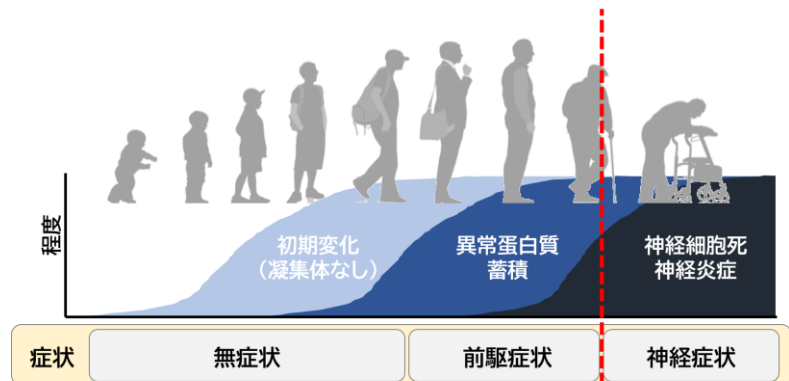 程度
初期変化
（凝集体なし）
異常蛋白質
蓄積
神経細胞死
神経炎症
症状
無症状
前駆症状
神経症状